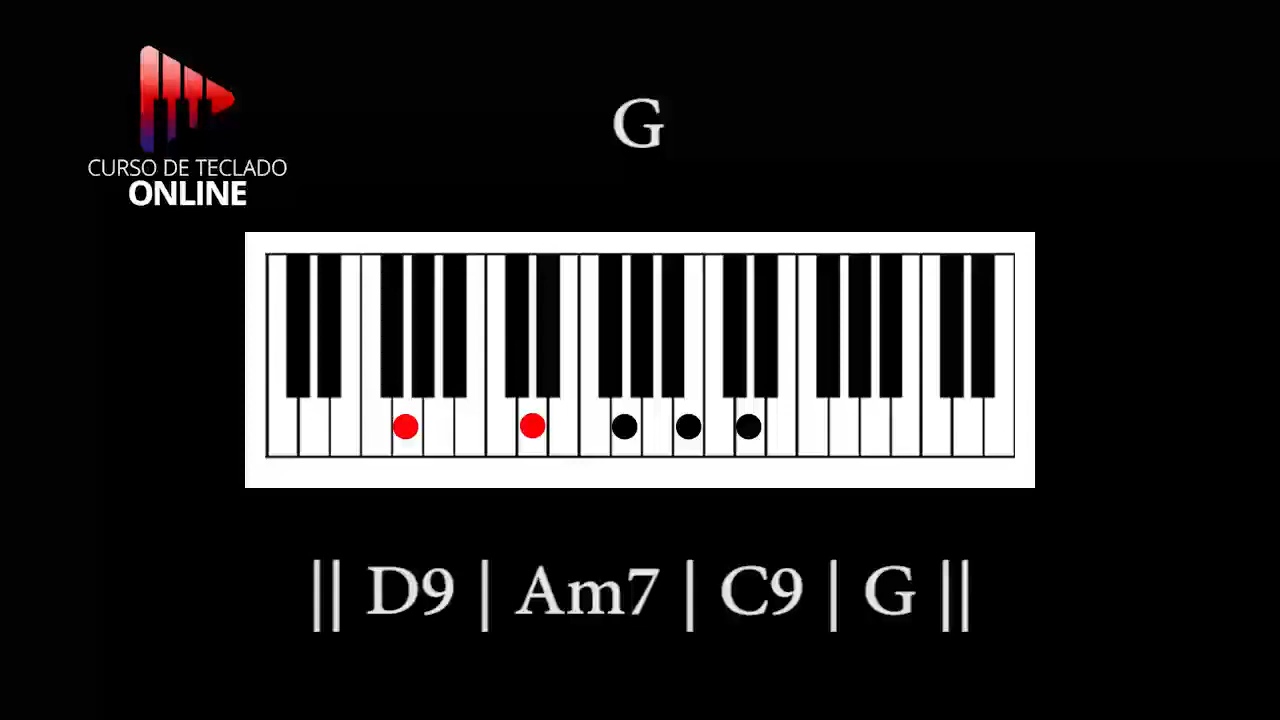 CURSO DE TECLADO
ONLINE
G
|| D9 | Am7 | C9 | G ||